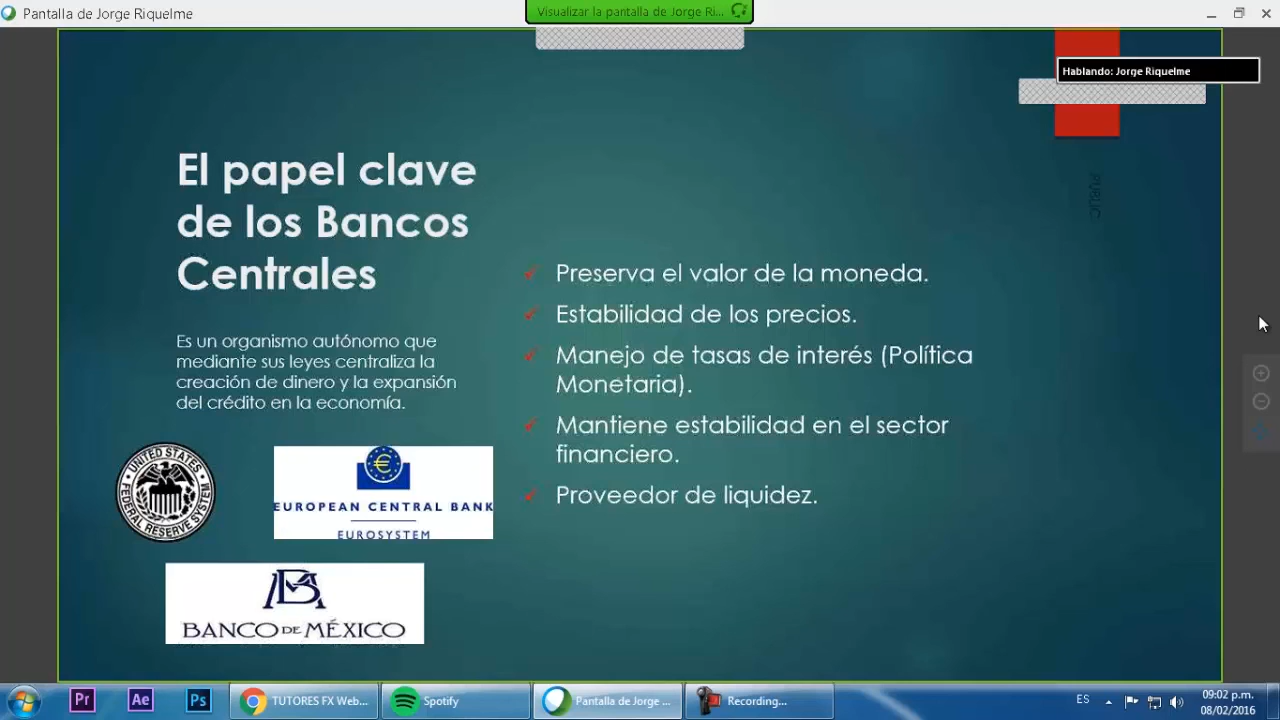 Pantalla de Jorge Riquelme
Visualizar la pantalla de Jorge Ri...
Hablando: Jorge Riquelme
PUBLIC
El papel clave
de los Bancos
Centrales
Es un organismo autónomo que
mediante sus leyes centraliza la
creación de dinero y la expansión
del crédito en la economía.
UNITED STATES
FEDERAL RESERVE SYSTEM
EUROPEAN CENTRAL BANK
EUROSYSTEM
BANCO DE MÉXICO
Preserva el valor de la moneda.
Estabilidad de los precios.
Manejo de tasas de interés (Política
Monetaria).
Mantiene estabilidad en el sector
financiero.
Proveedor de liquidez.
Pr
Ae
Ps
TUTORES FX Web...
Spotify
Pantalla de Jorge ...
Recording...
ES
09:02 p.m.
08/02/2016